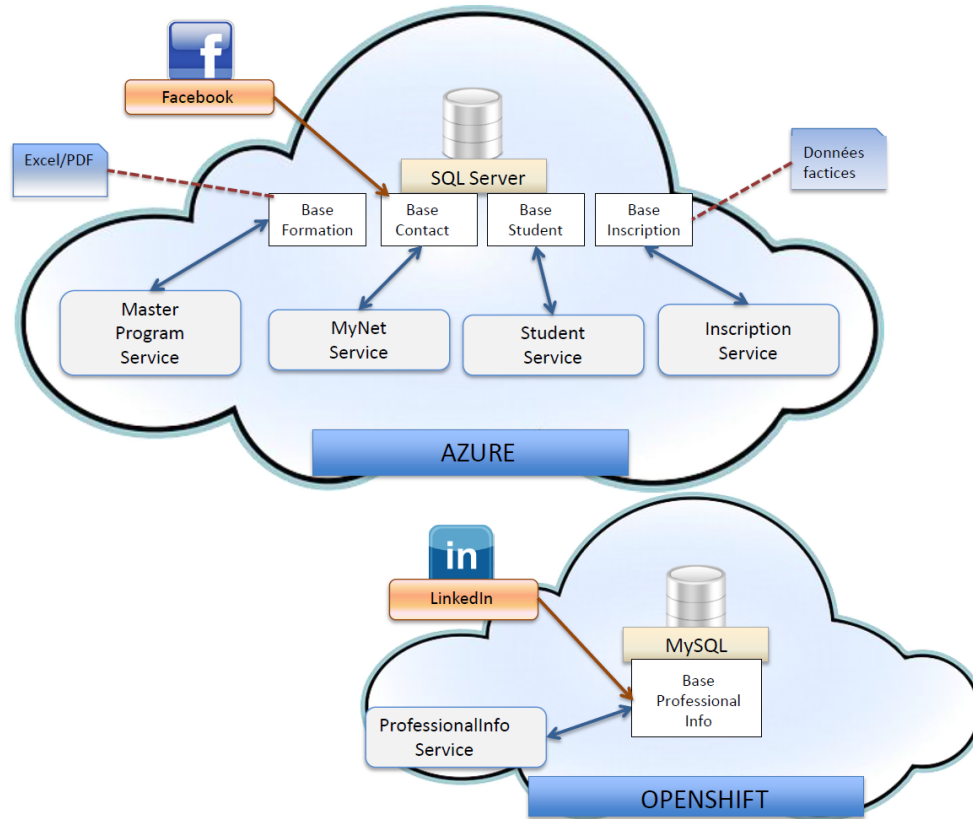 f
Facebook
Excel/PDF
Données
factices
SQL Server
Base
Formation
Base
Contact
Base
Student
Base
Inscription
Master
Program
Service
MyNet
Service
Student
Service
Inscription
Service
AZURE
in
LinkedIn
MySQL
Base
Professional
Info
ProfessionalInfo
Service
OPENSHIFT